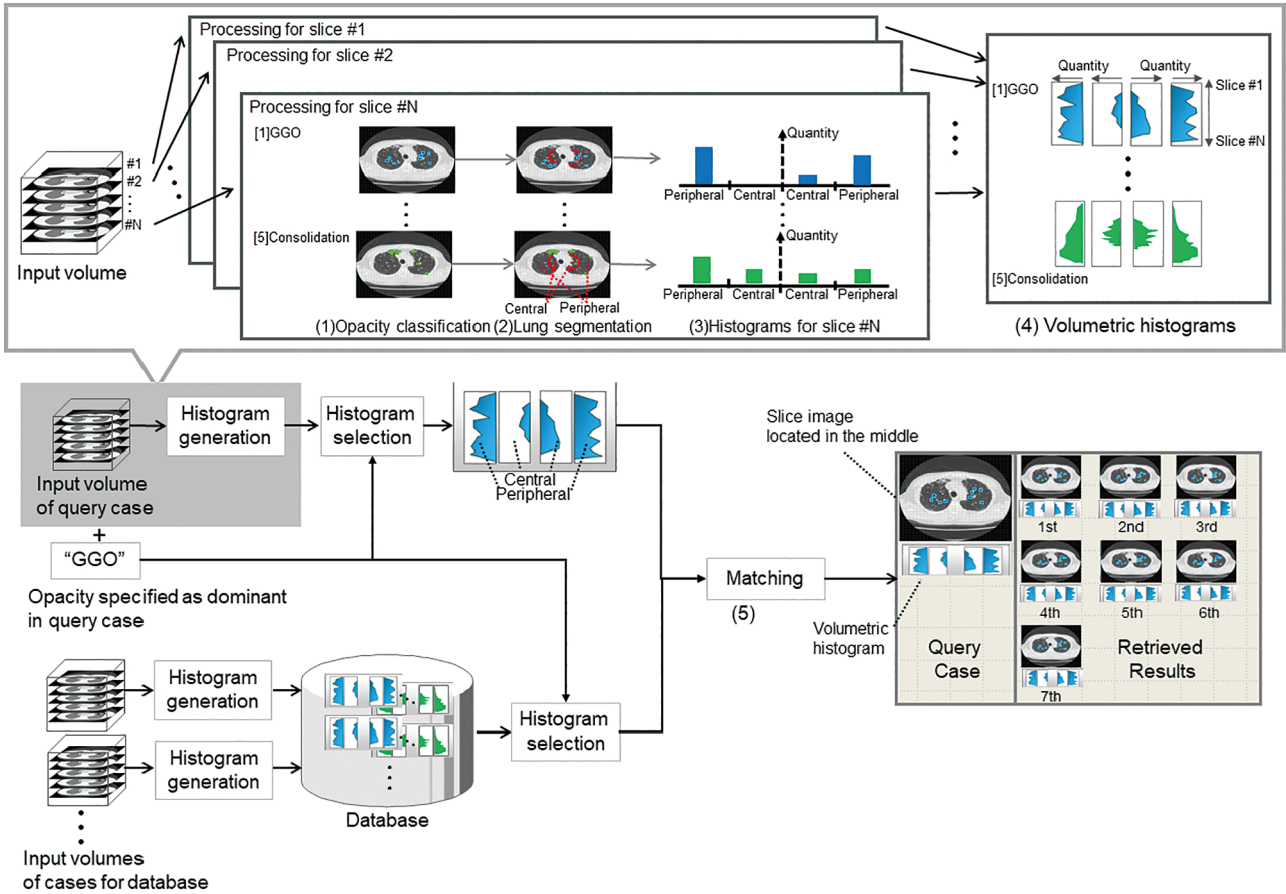 Processing for slice #1
Processing for slice #2
Processing for slice #N
#1
#2
#N
Input volume
[1]GGO
Quantity
Peripheral Central Central Peripheral
[5]Consolidation
Quantity
Peripheral Central Central Peripheral
Central Peripheral
(1)Opacity classification
(2)Lung segmentation
(3)Histograms for slice #N
Quantity Quantity
[1]GGO
Slice #1
Slice #N
[5]Consolidation
(4) Volumetric histograms
Input volume
of query case
Histogram
generation
Histogram
selection
Central
Peripheral
+
“GGO”
Opacity specified as dominant
in query case
Histogram
generation
Histogram
generation
Input volumes
of cases for database
Database
Histogram
selection
Matching
(5)
Slice image
located in the middle
Volumetric
histogram
Query
Case
1st 2nd 3rd
4th 5th 6th
7th
Retrieved
Results